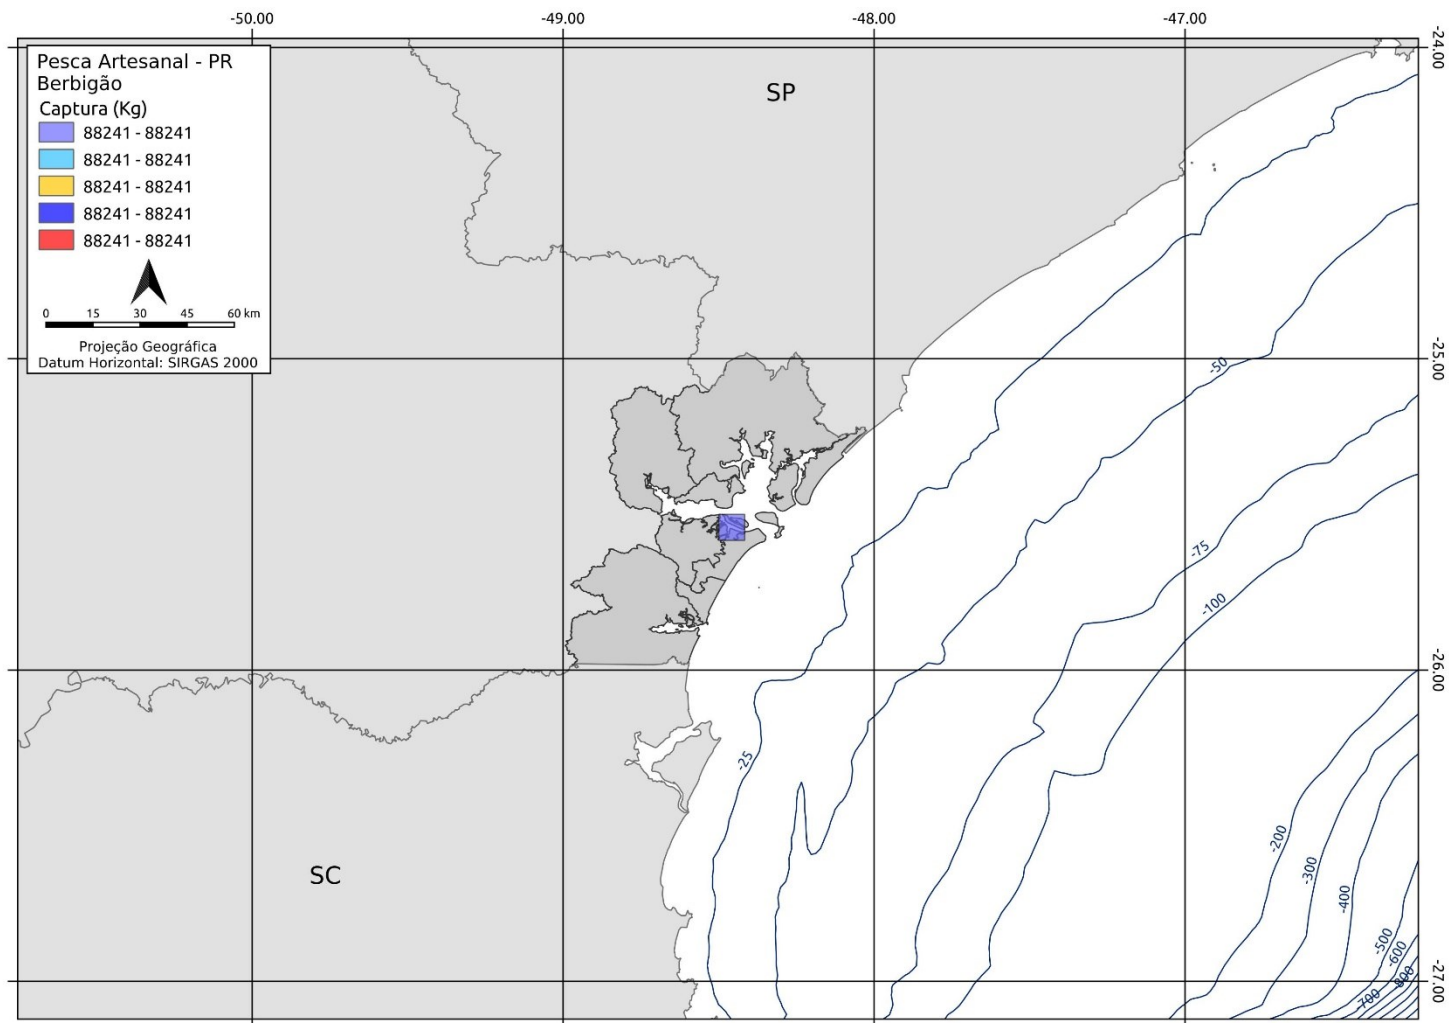 -50.00 -49.00 -48.00 -47.00
-24.00
Pesca Artesanal - PR
Berbigão
Captura (Kg)
88241 - 88241
88241 - 88241
88241 - 88241
88241 - 88241
88241 - 88241
0 15 30 45 60 km
Projeção Geográfica
Datum Horizontal: SIRGAS 2000
SP
-25.00
-50
-75
-100
-26.00
-25
SC
-200
-300
-400
-500
-600
-800
-700
-27.00